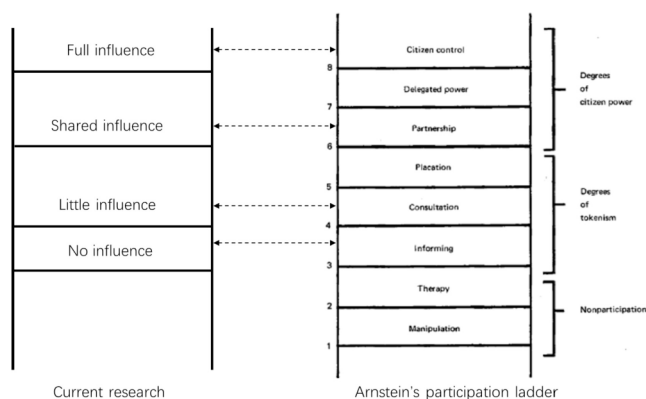 Full influence
Shared influence
Little influence
No influence
Current research
Citizen control
8
Delegated power
7
Partnership
6
Placation
5
Consultation
4
Informing
3
Therapy
2
Manipulation
1
Degrees
of
citizen power
Degrees
of
tokenism
Nonparticipation
Arnstein's participation ladder